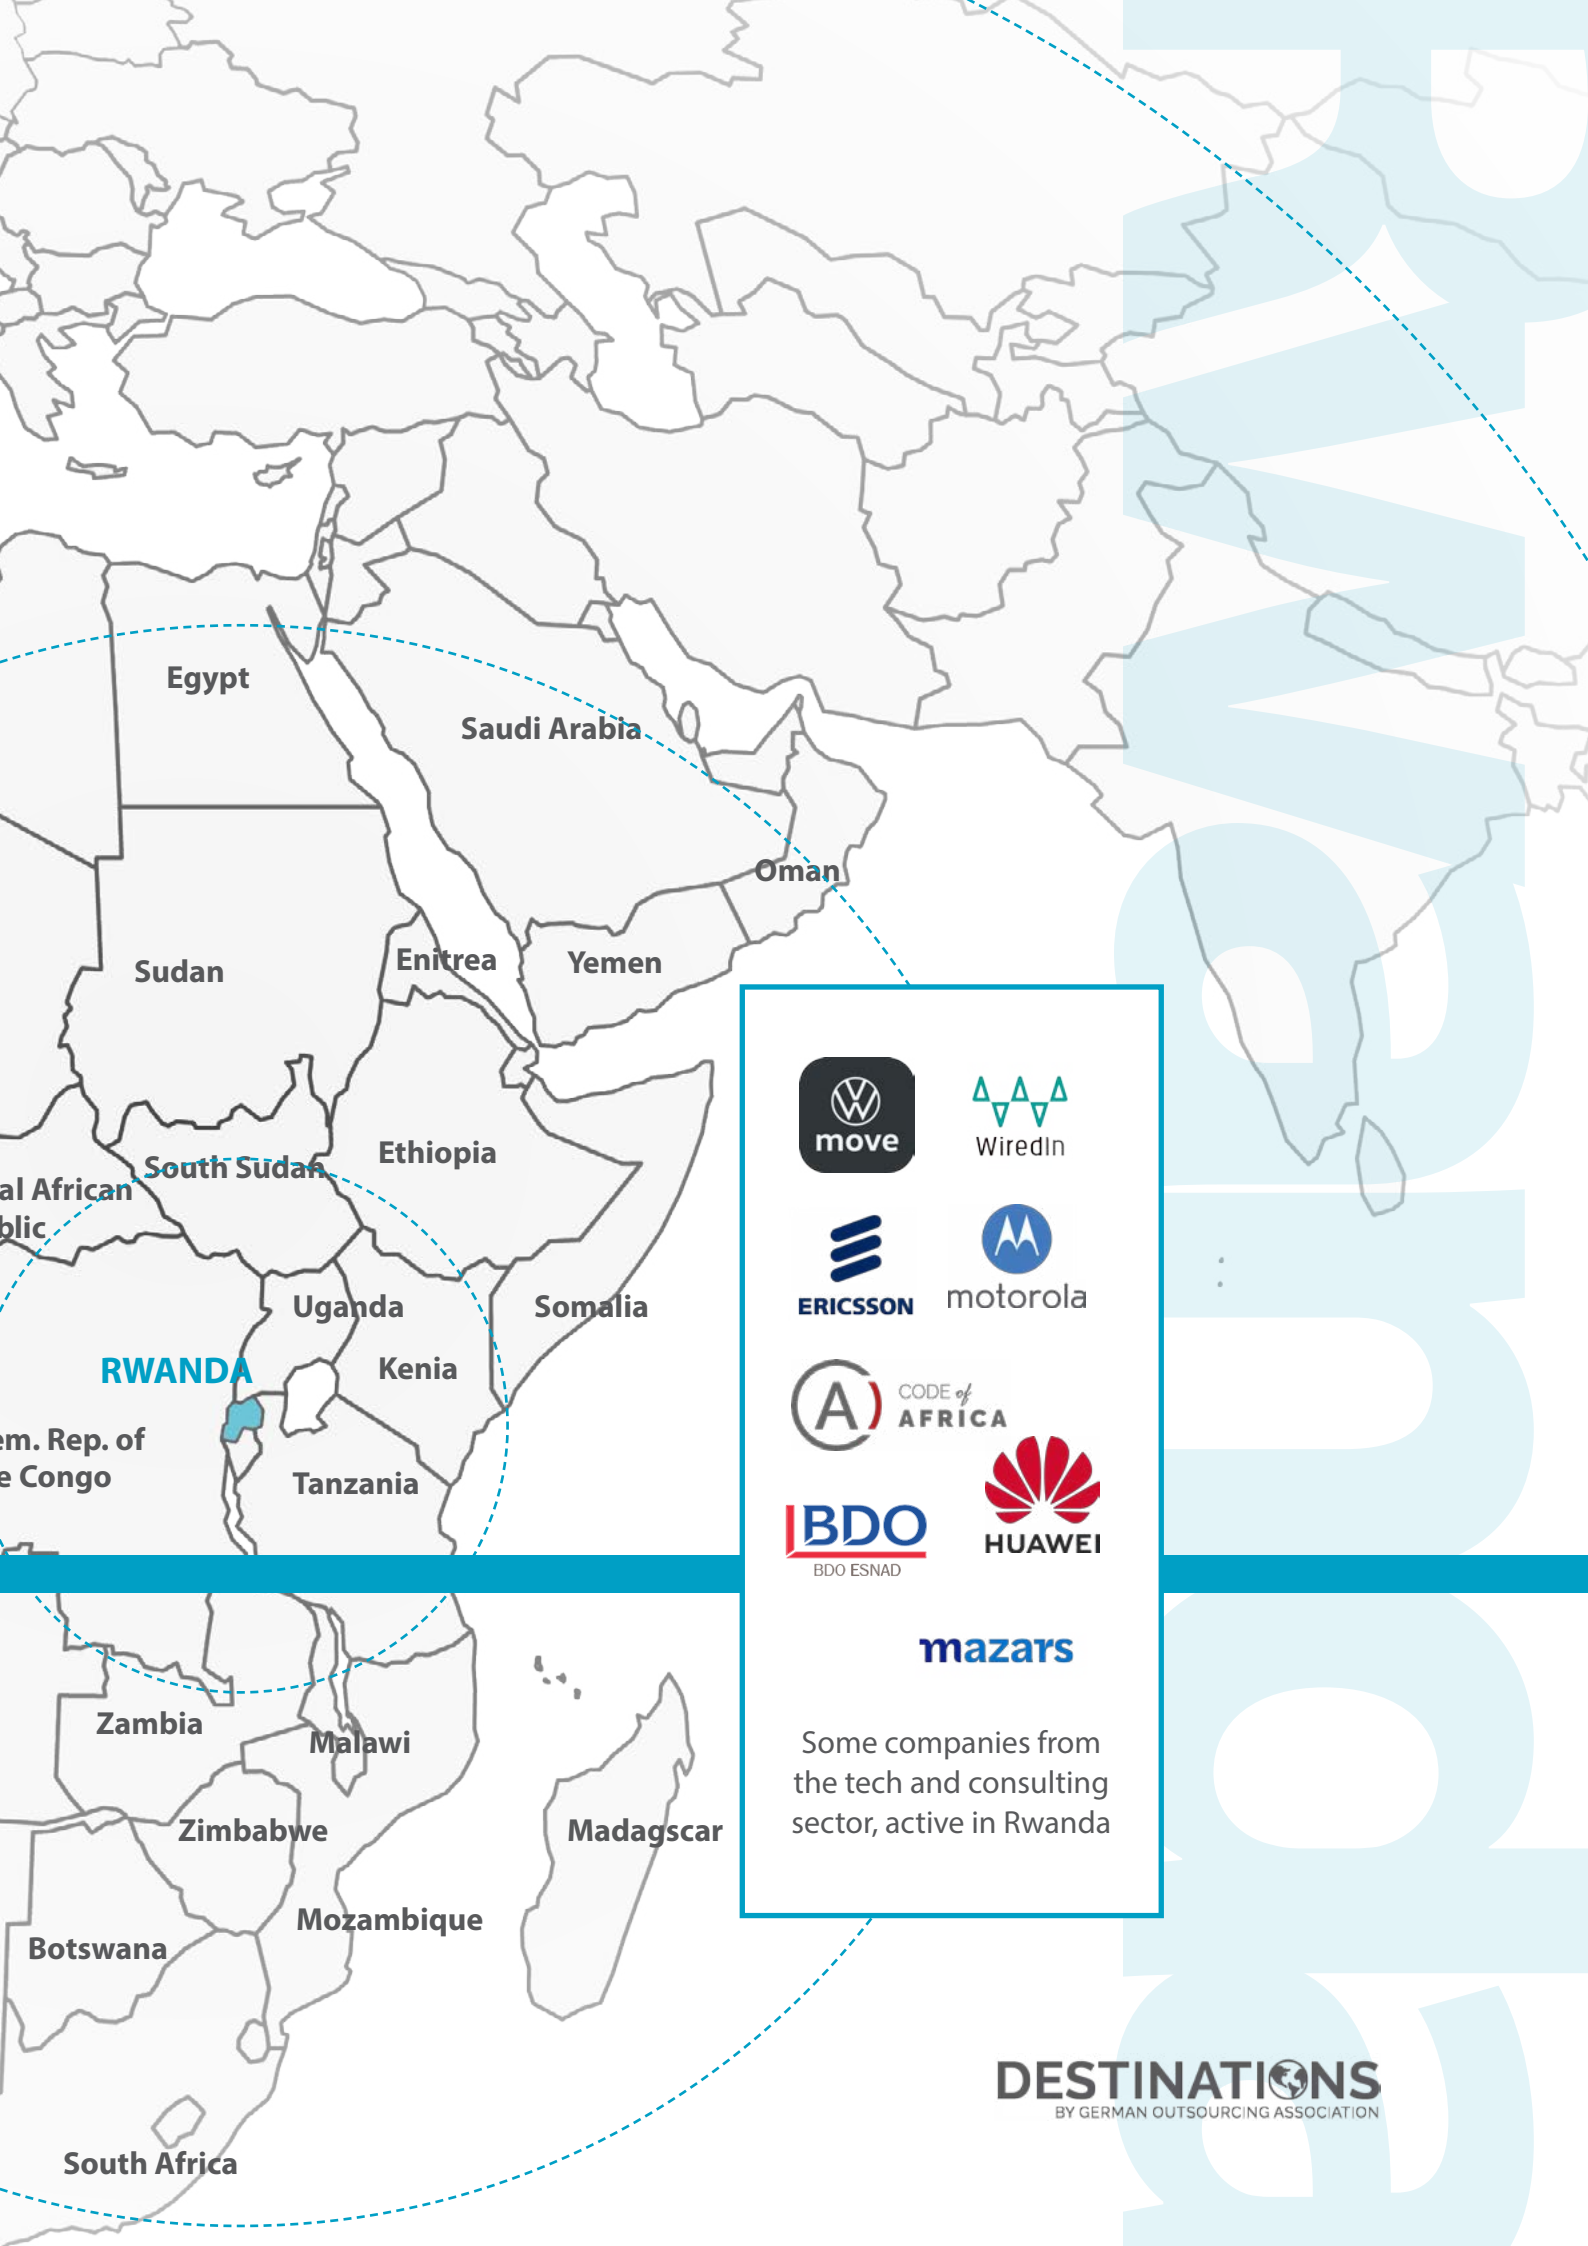 Egypt
Saudi Arabia
Oman
Sudan
Enitrea
Yemen
Ethiopia
South Sudan
al African
blic
Uganda
Somalia
RWANDA
Kenia
em. Rep. of
e Congo
Tanzania
Zambia
Malawi
Zimbabwe
Madagscar
Mozambique
Botswana
South Africa
move
WiredIn
ERICSSON
motorola
A
CODE of
AFRICA
BDO
BDO ESNAD
HUAWEI
mazars
Some companies from
the tech and consulting
sector, active in Rwanda
Rwanda
DESTINATIONS
BY GERMAN OUTSOURCING ASSOCIATION